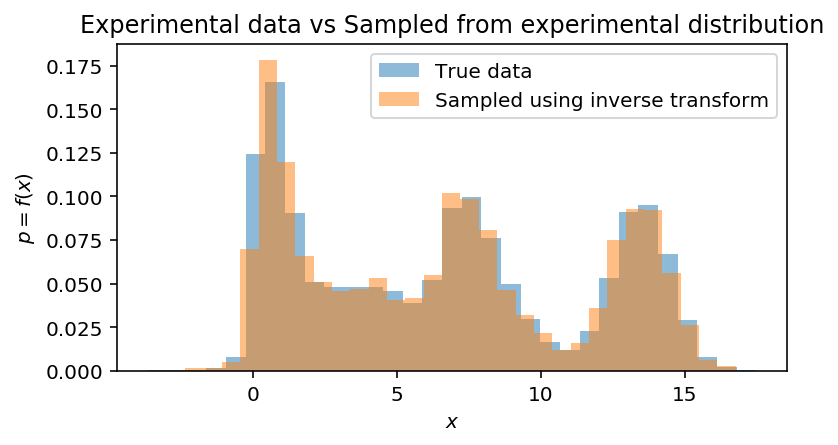 Experimental data vs Sampled from experimental distribution
True data
Sampled using inverse transform
p = f(x)
0.175
0.150
0.125
0.100
0.075
0.050
0.025
0.000
0 5 10 15
x